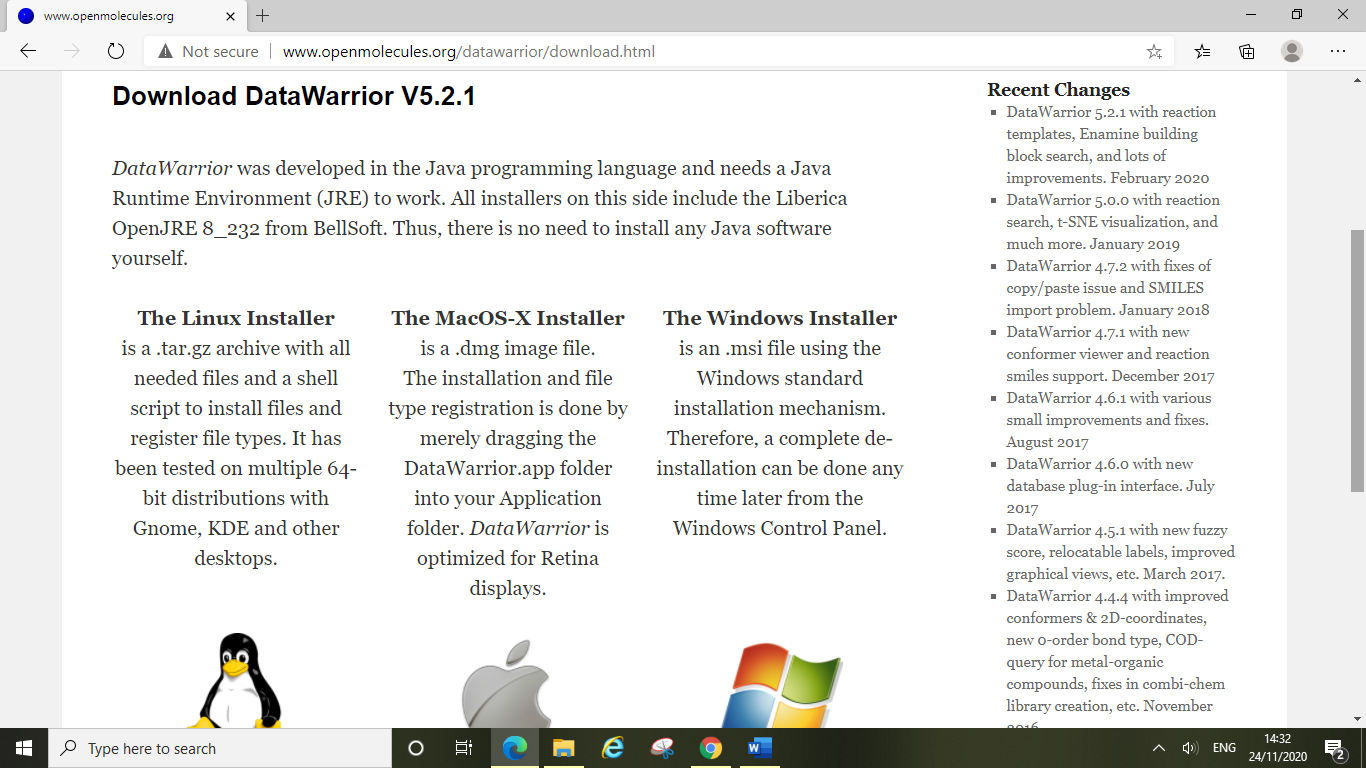 www.openmolecules.org
Not secure
www.openmolecules.org/datawarrior/download.html
Download DataWarrior V5.2.1
DataWarrior was developed in the Java programming language and needs a Java
Runtime Environment (JRE) to work. All installers on this side include the Liberica
OpenJRE 8_232 from BellSoft. Thus, there is no need to install any Java software
yourself.
The Linux Installer
is a .tar.gz archive with all
needed files and a shell
script to install files and
register file types. It has
been tested on multiple 64-
bit distributions with
Gnome, KDE and other
desktops.
The MacOS-X Installer
is a .dmg image file.
The installation and file
type registration is done by
merely dragging the
DataWarrior.app folder
into your Application
folder. DataWarrior is
optimized for Retina
displays.
The Windows Installer
is an .msi file using the
Windows standard
installation mechanism.
Therefore, a complete de-
installation can be done any
time later from the
Windows Control Panel.
Recent Changes
DataWarrior 5.2.1 with reaction
templates, Enamine building
block search, and lots of
improvements. February 2020
DataWarrior 5.0.0 with reaction
search, t-SNE visualization, and
much more. January 2019
DataWarrior 4.7.2 with fixes of
copy/paste issue and SMILES
import problem. January 2018
DataWarrior 4.7.1 with new
conformer viewer and reaction
smiles support. December 2017
DataWarrior 4.6.1 with various
small improvements and fixes.
August 2017
DataWarrior 4.6.0 with new
database plug-in interface. July
2017
DataWarrior 4.5.1 with new fuzzy
score, relocatable labels, improved
graphical views, etc. March 2017.
DataWarrior 4.4.4 with improved
conformers & 2D-coordinates,
new 0-order bond type, COD-
query for metal-organic
compounds, fixes in combi-chem
library creation, etc. November
2016
Type here to search
ENG
14:32
24/11/2020
2